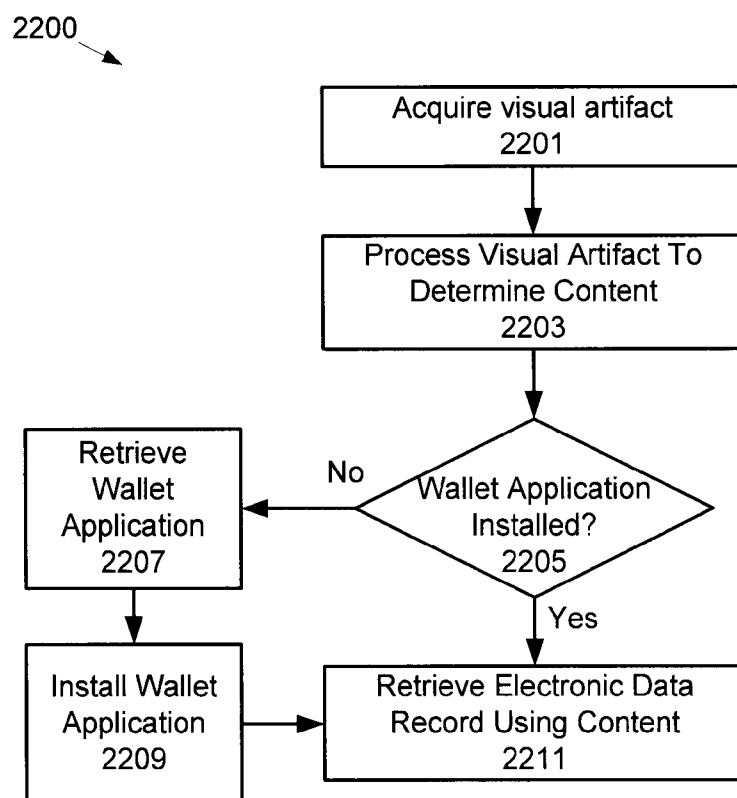 2200
Acquire visual artifact
2201
Process Visual Artifact To
Determine Content
2203
Wallet Application
Installed?
2205
No
Yes
Retrieve
Wallet
Application
2207
Install Wallet
Application
2209
Retrieve Electronic Data
Record Using Content
2211